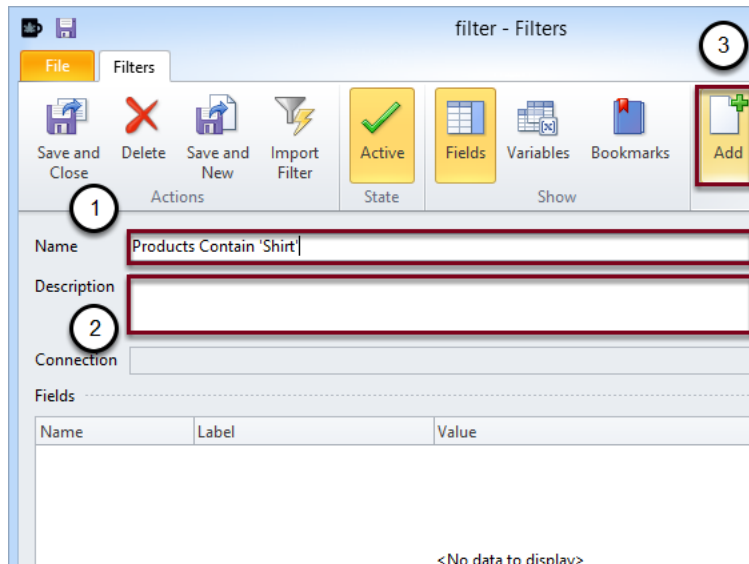 filter - Filters
3
File Filters
Save and Close Delete Save and New Import Filter Active Fields Variables Bookmarks Add
Actions State Show
1
Name Products Contain 'Shirt'
Description
2
Connection
Fields
Name Label Value
<No data to display>